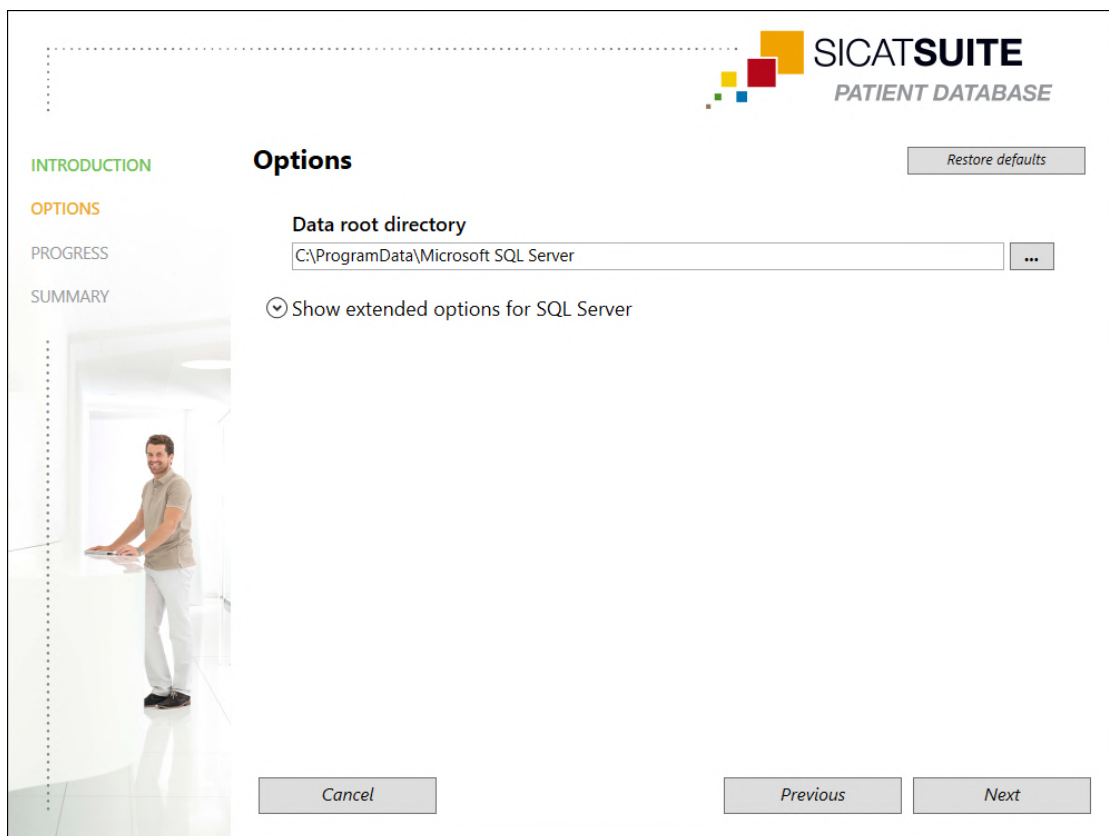 SICATSUITE
PATIENT DATABASE
INTRODUCTION
OPTIONS
PROGRESS
SUMMARY
Options
Restore defaults
Data root directory
C:\ProgramData\Microsoft SQL Server
...
Show extended options for SQL Server
Cancel
Previous
Next